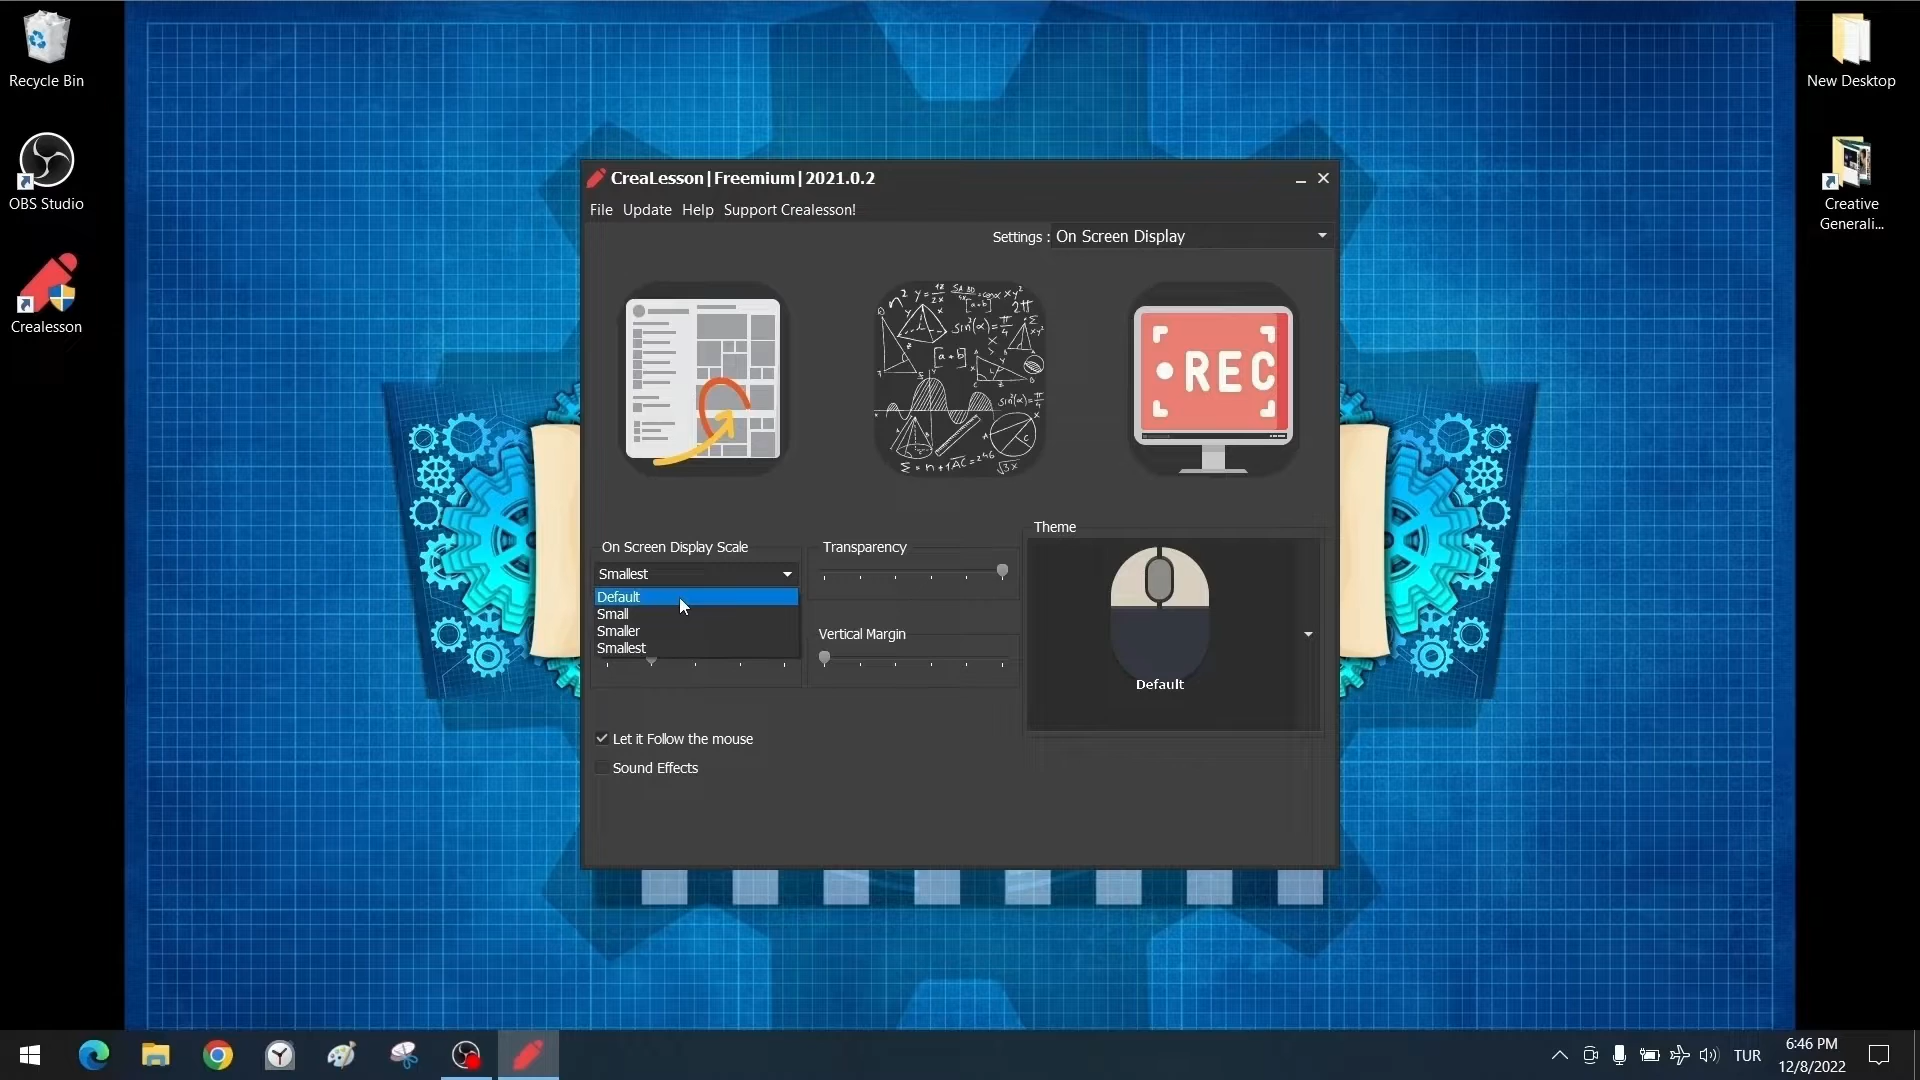 Recycle Bin
OBS Studio
Crealesson
New Desktop
Creative
Generali...
CreaLesson|Freemium|2021.0.2
File Update Help Support Crealesson!
Settings : On Screen Display
REC
On Screen Display Scale
Smallest
Default
Small
Smaller
Smallest
Transparency
Vertical Margin
Theme
Default
Let it Follow the mouse
Sound Effects
TUR
6:46 PM
12/8/2022